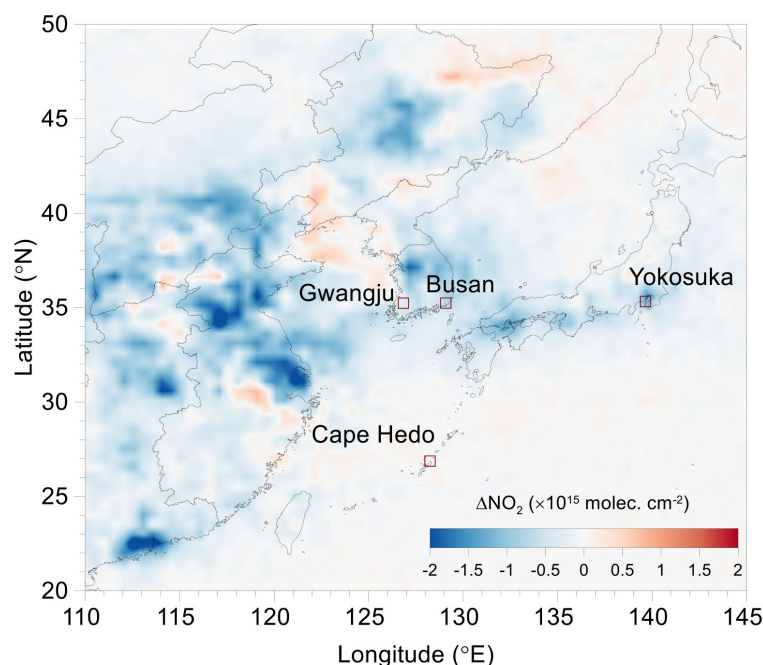 50
45
40
35
30
25
20
Latitude (°N)
Gwangju
Busan
Yokosuka
Cape Hedo
ΔNO₂ (×10¹⁵ molec. cm⁻²)
-2 -1.5 -1 -0.5 0 0.5 1 1.5 2
110 115 120 125 130 135 140 145
Longitude (°E)